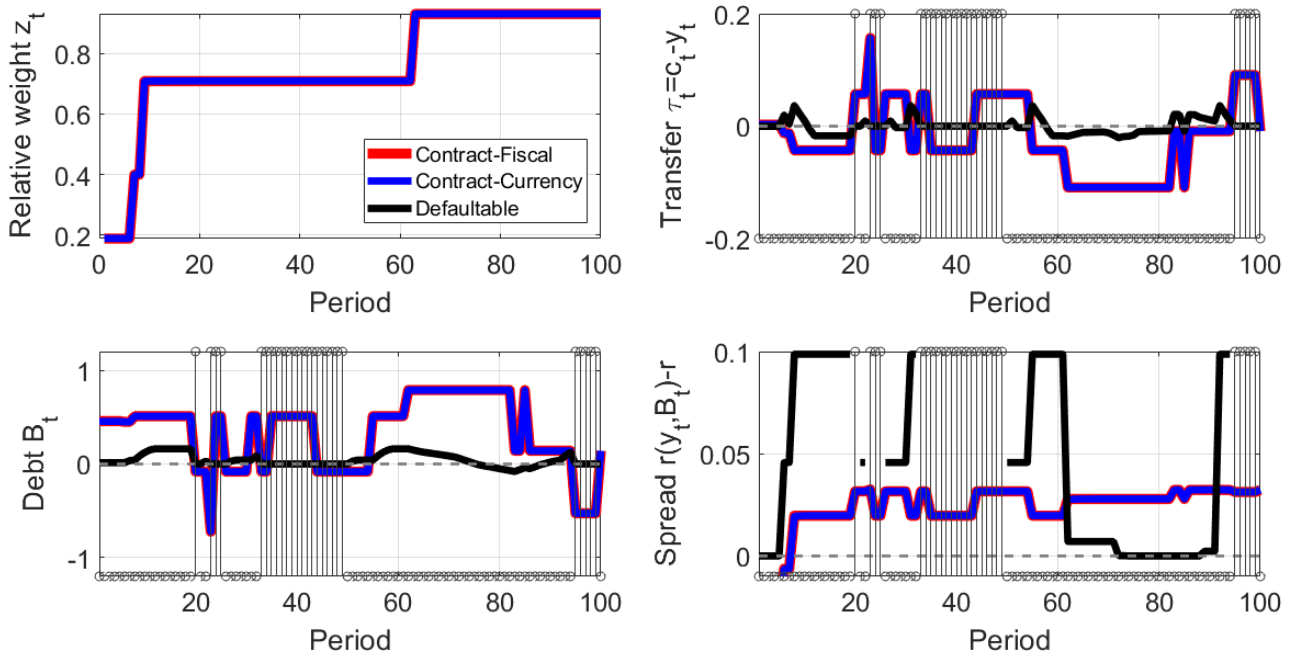 Relative weight z_t
0.8
0.6
0.4
0.2
0 20 40 60 80 100
Period
Contract-Fiscal
Contract-Currency
Defaultable
Transfer τ_t=c_t-y_t
0.2
0
-0.2
20 40 60 80 100
Period
Debt B_t
1
0
-1
0 20 40 60 80 100
Period
Spread r(y_t,B_t)-r
0.1
0.05
0
20 40 60 80 100
Period